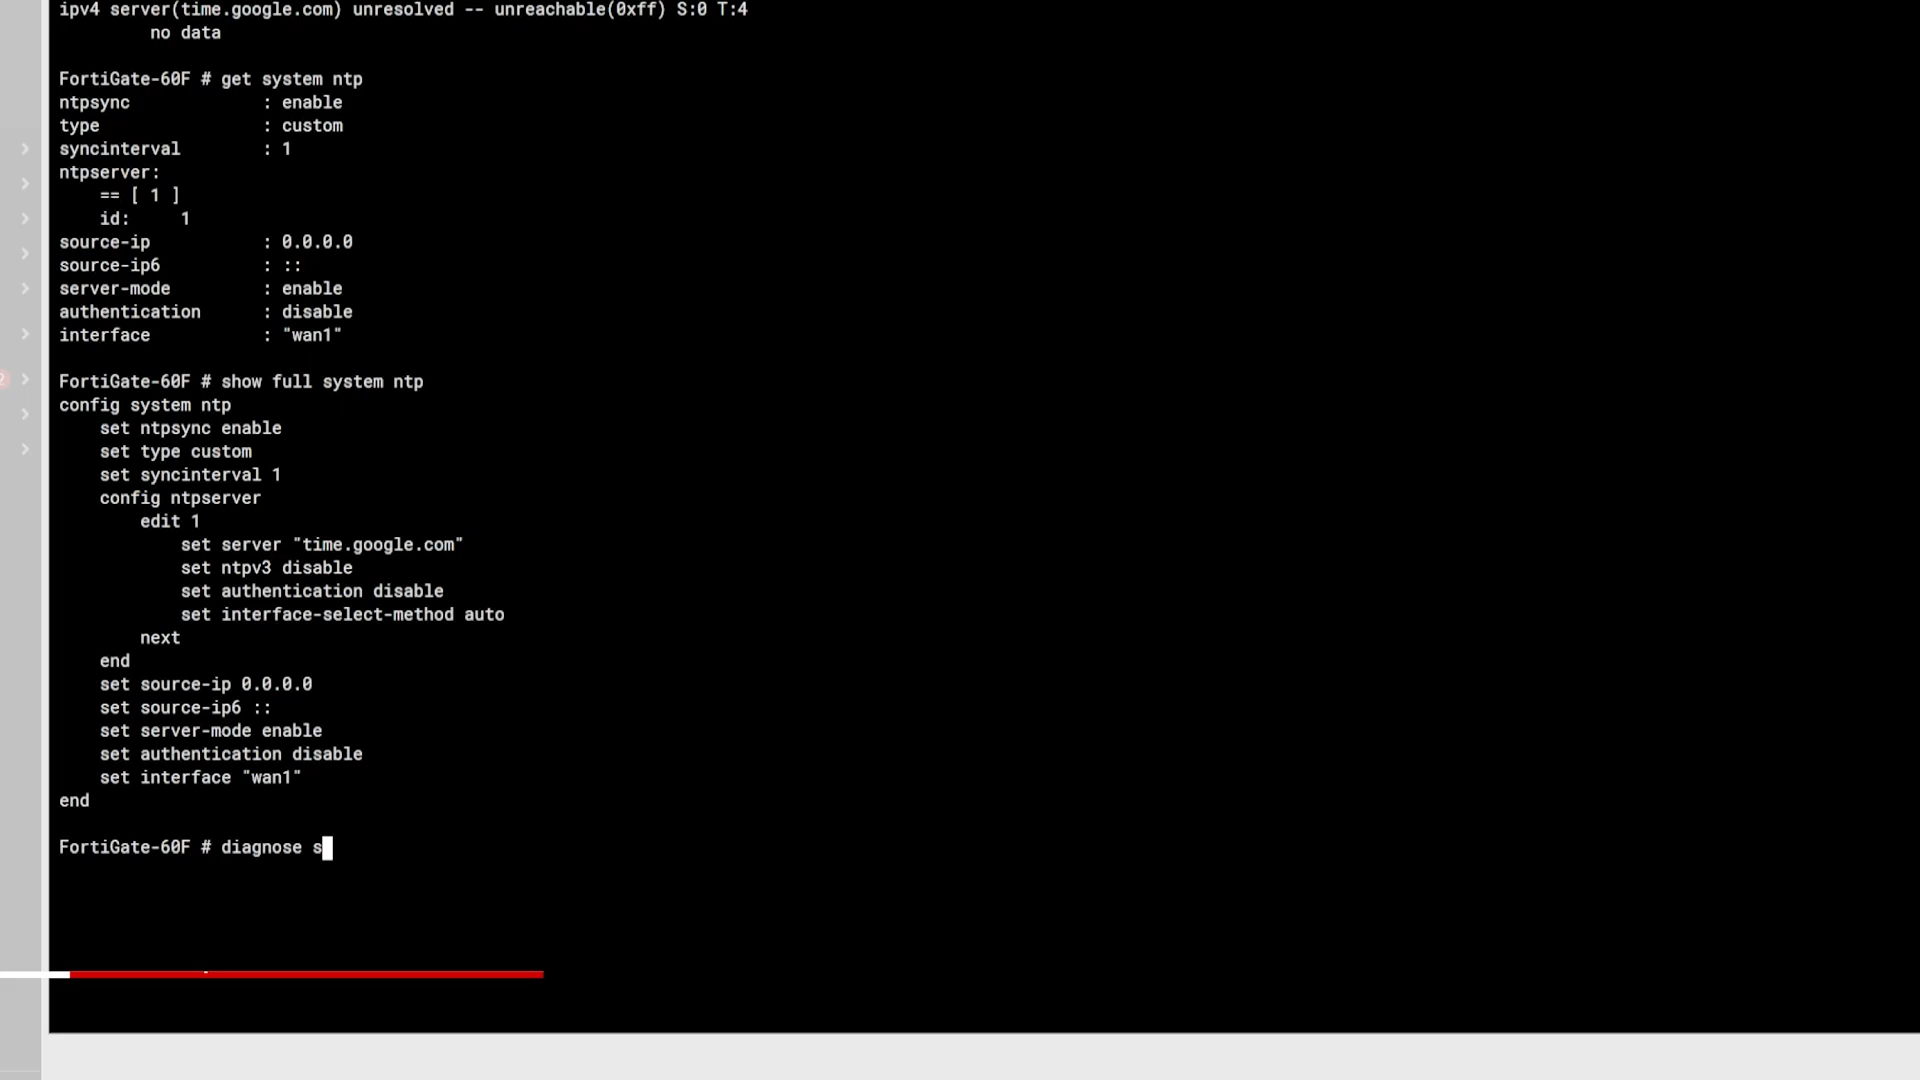 ipv4 server(time.google.com) unresolved -- unreachable(0xff) S:0 T:4
no data
FortiGate-60F # get system ntp
ntpsync : enable
type : custom
syncinterval : 1
ntpserver:
== [ 1 ]
id: 1
source-ip : 0.0.0.0
source-ip6 : ::
server-mode : enable
authentication : disable
interface : "wan1"
FortiGate-60F # show full system ntp
config system ntp
set ntpsync enable
set type custom
set syncinterval 1
config ntpserver
edit 1
set server "time.google.com"
set ntpv3 disable
set authentication disable
set interface-select-method auto
next
end
set source-ip 0.0.0.0
set source-ip6 ::
set server-mode enable
set authentication disable
set interface "wan1"
end
FortiGate-60F # diagnose s